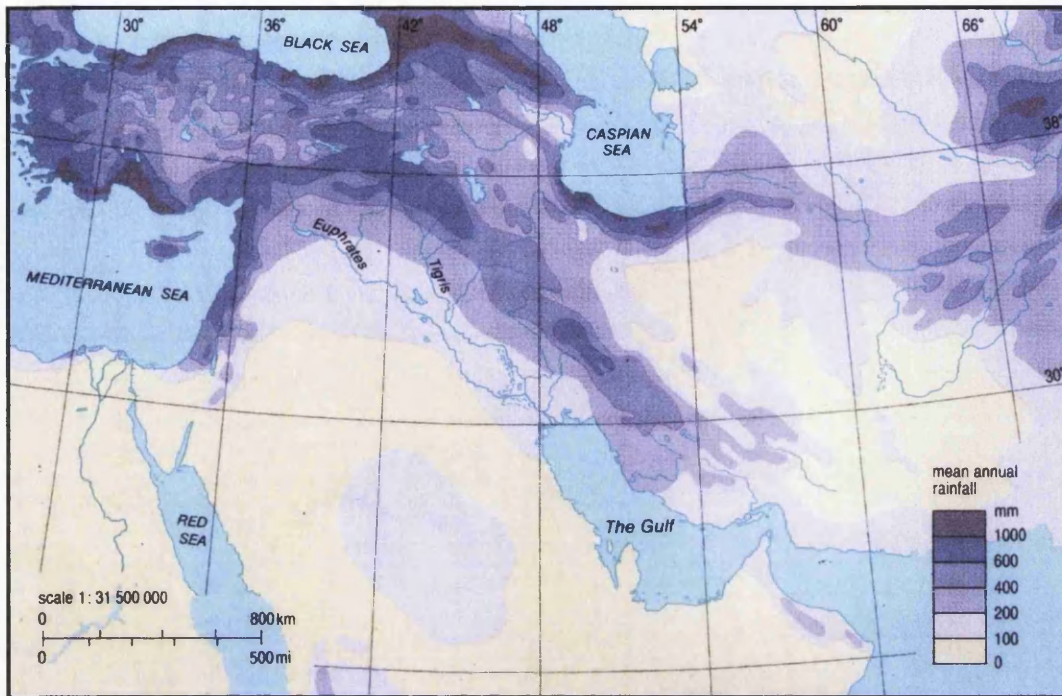 30° 36° 42° 48° 54° 60° 66°
BLACK SEA
CASPIAN
SEA
38°
Euphrates
Tigris
MEDITERRANEAN SEA
30°
RED
SEA
The Gulf
mean annual
rainfall
mm
1000
600
400
200
100
0
scale 1: 31 500 000
0 800 km
0 500 mi